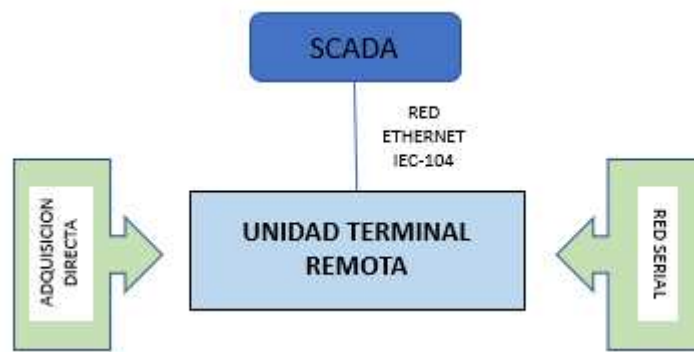 SCADA
RED
ETHERNET
IEC-104
ADQUISICION
DIRECTA
UNIDAD TERMINAL
REMOTA
RED SERIAL